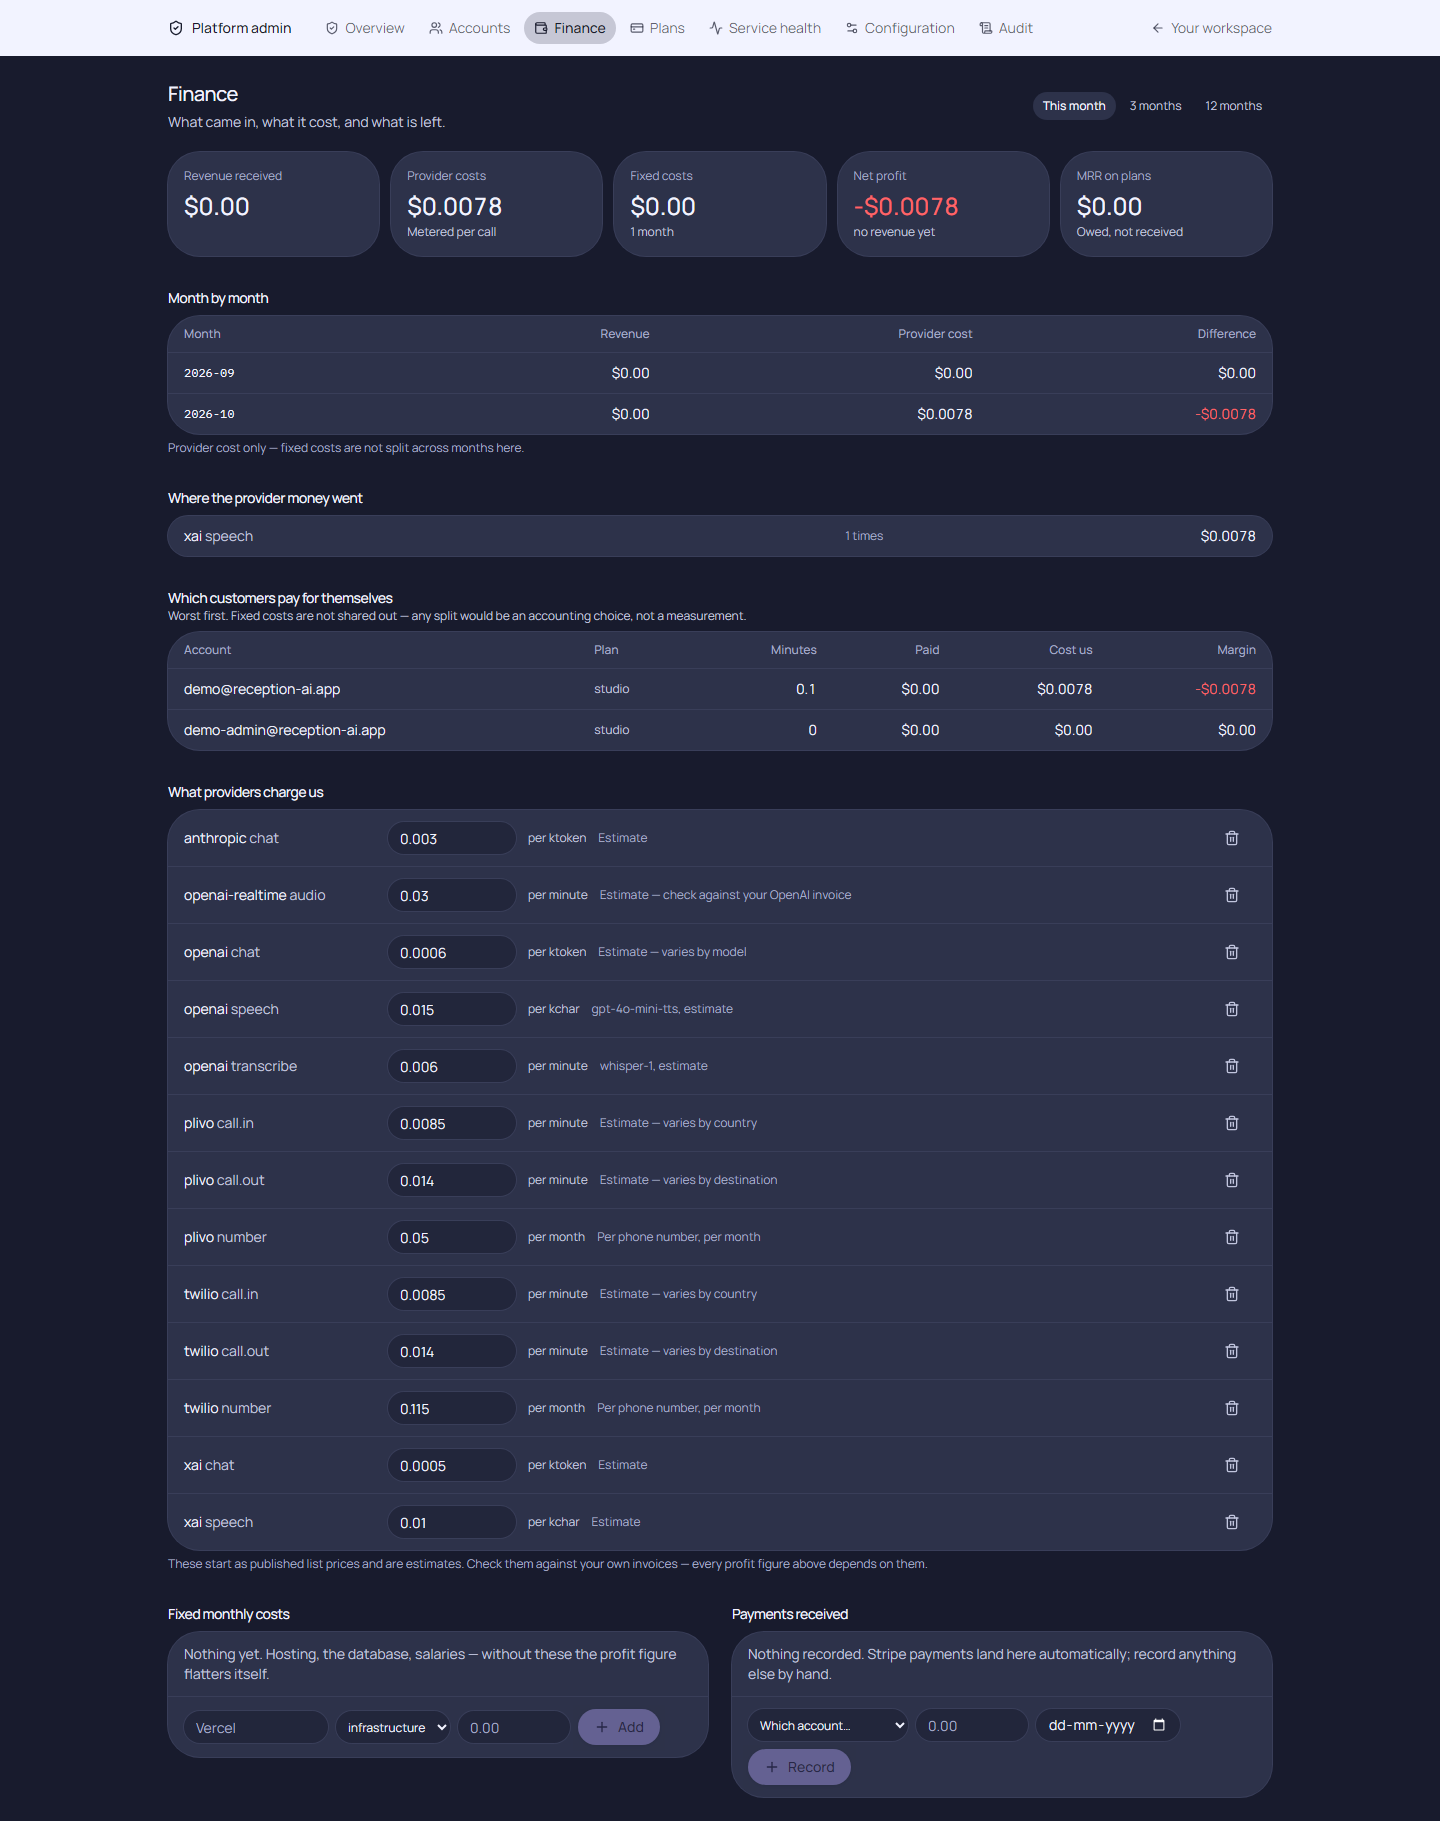 Platform admin
Overview
Accounts
Finance
Plans
Service health
Configuration
Audit
Your workspace
Finance
What came in, what it cost, and what is left.
This month
3 months
12 months
Revenue received
$0.00
Provider costs
$0.0078
Metered per call
Fixed costs
$0.00
1 month
Net profit
-$0.0078
no revenue yet
MRR on plans
$0.00
Owed, not received
Month by month
Month Revenue Provider cost Difference
2026-09 $0.00 $0.00 $0.00
2026-10 $0.00 $0.0078 -$0.0078
Provider cost only — fixed costs are not split across months here.
Where the provider money went
xai speech 1 times $0.0078
Which customers pay for themselves
Worst first. Fixed costs are not shared out — any split would be an accounting choice, not a measurement.
Account Plan Minutes Paid Cost us Margin
demo@reception-ai.app studio 0.1 $0.00 $0.0078 -$0.0078
demo-admin@reception-ai.app studio 0 $0.00 $0.00 $0.00
What providers charge us
anthropic chat 0.003 per ktoken Estimate
openai-realtime audio 0.03 per minute Estimate — check against your OpenAI invoice
openai chat 0.0006 per ktoken Estimate — varies by model
openai speech 0.015 per kchar gpt-4o-mini-tts, estimate
openai transcribe 0.006 per minute whisper-1, estimate
plivo call.in 0.0085 per minute Estimate — varies by country
plivo call.out 0.014 per minute Estimate — varies by destination
plivo number 0.05 per month Per phone number, per month
twilio call.in 0.0085 per minute Estimate — varies by country
twilio call.out 0.014 per minute Estimate — varies by destination
twilio number 0.115 per month Per phone number, per month
xai chat 0.0005 per ktoken Estimate
xai speech 0.01 per kchar Estimate
These start as published list prices and are estimates. Check them against your own invoices — every profit figure above depends on them.
Fixed monthly costs
Nothing yet. Hosting, the database, salaries — without these the profit figure
flatters itself.
Vercel infrastructure 0.00 + Add
Payments received
Nothing recorded. Stripe payments land here automatically; record anything
else by hand.
Which account... 0.00 dd-mm-yyyy
+ Record